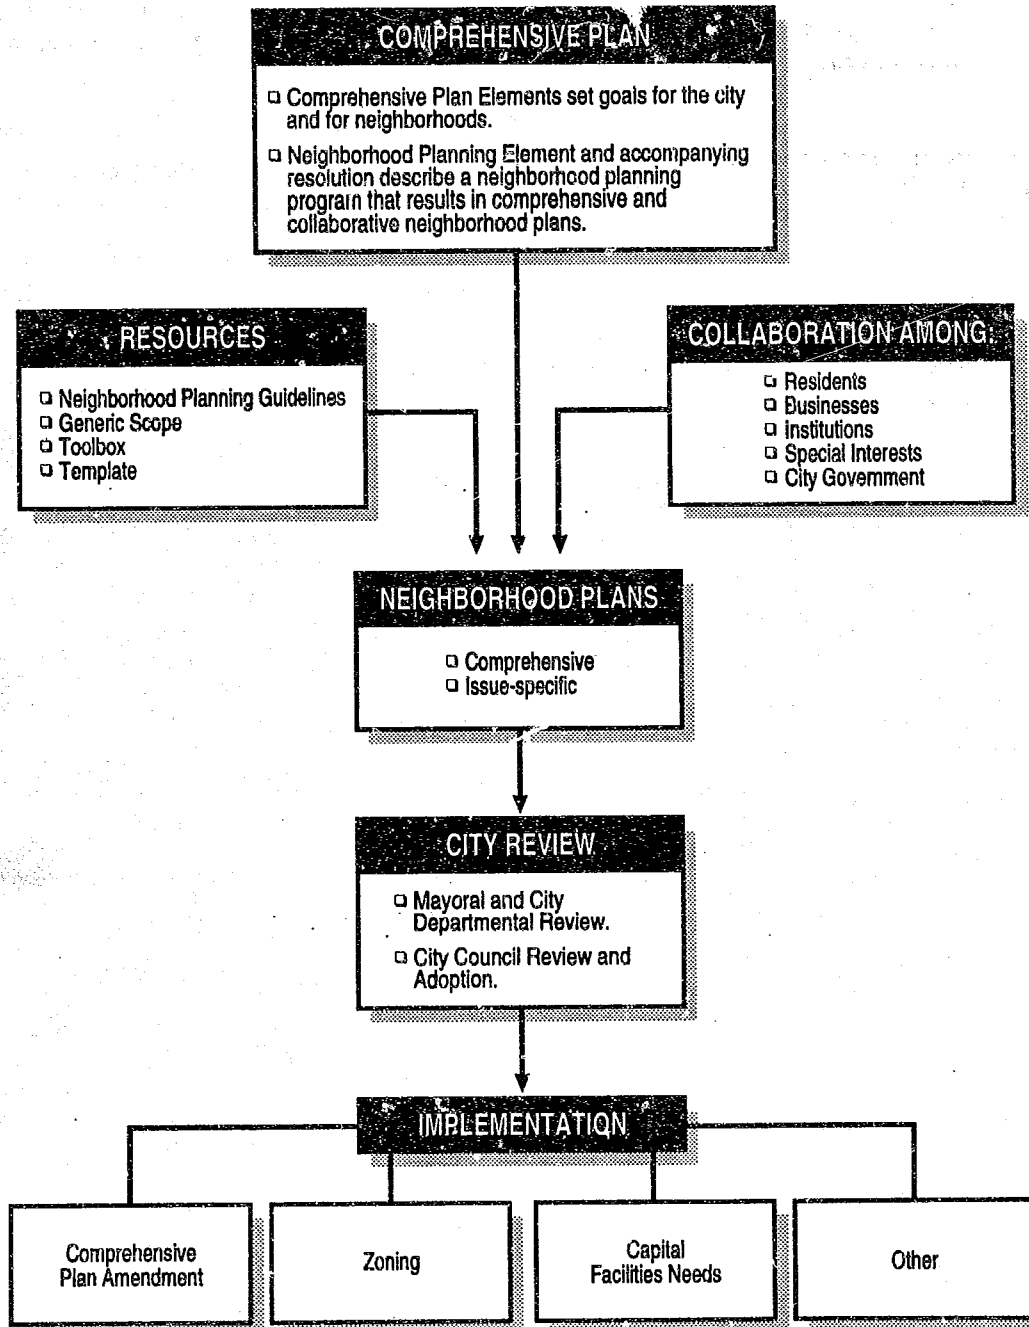 COMPREHENSIVE PLAN
❑ Comprehensive Plan Elements set goals for the city
and for neighborhoods.
❑ Neighborhood Planning Element and accompanying
resolution describe a neighborhood planning
program that results in comprehensive and
collaborative neighborhood plans.
RESOURCES
❑ Neighborhood Planning Guidelines
❑ Generic Scope
❑ Toolbox
❑ Template
COLLABORATION AMONG:
❑ Residents
❑ Businesses
❑ Institutions
❑ Special Interests
❑ City Government
NEIGHBORHOOD PLANS
❑ Comprehensive
❑ Issue-specific
CITY REVIEW
❑ Mayoral and City
Departmental Review.
❑ City Council Review and
Adoption.
IMPLEMENTATION
Comprehensive
Plan Amendment
Zoning
Capital
Facilities Needs
Other